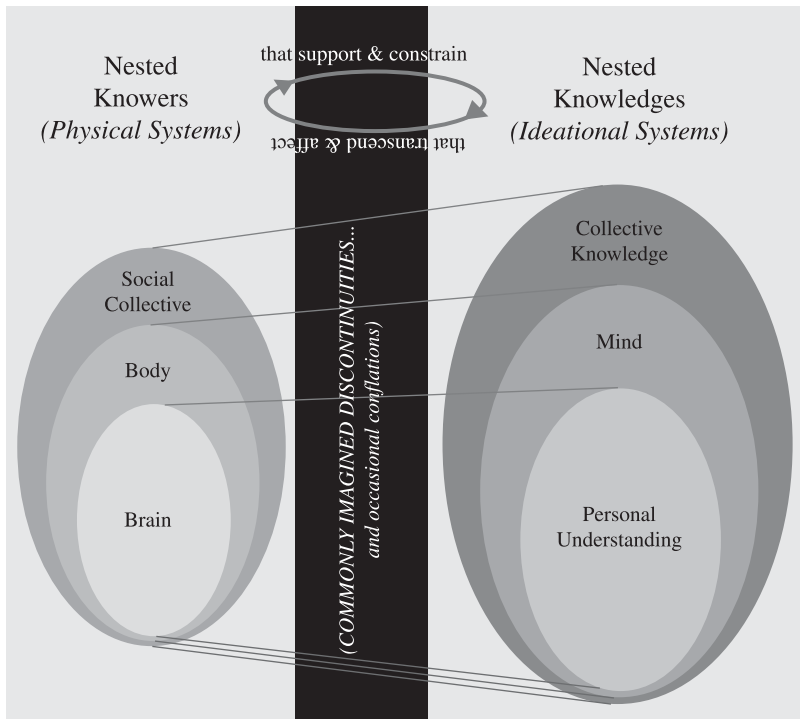 Nested
Knowers
(Physical Systems)
that support & constrain
that transcend & affect
Nested
Knowledges
(Ideational Systems)
Social
Collective
Body
Brain
(COMMONLY IMAGINED DISCONTINUITIES...
and occasional conflations)
Collective
Knowledge
Mind
Personal
Understanding